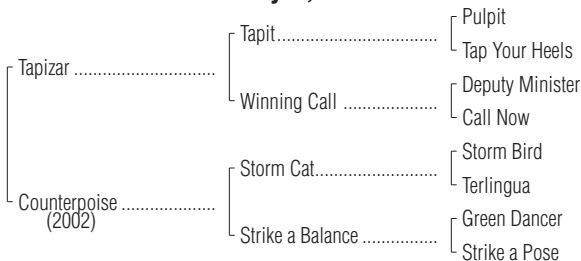 Tapit
Pulpit
Tap Your Heels
Tapizar
Winning Call
Deputy Minister
Call Now
Storm Cat
Storm Bird
Terlingua
Counterpoise
(2002)
Strike a Balance
Green Dancer
Strike a Pose